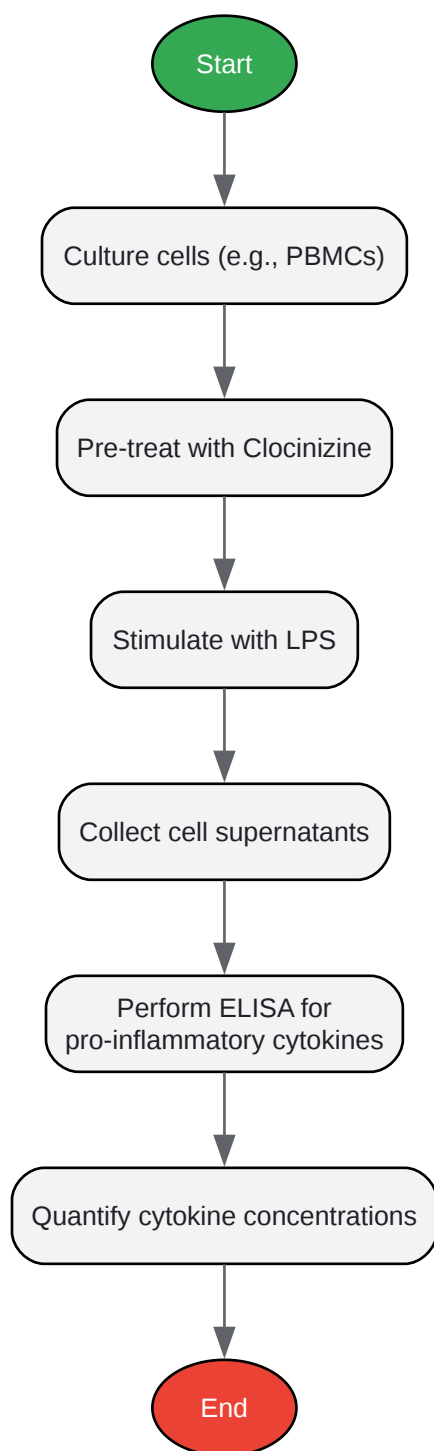 Start
Culture cells (e.g., PBMCs)
Pre-treat with Clocinizine
Stimulate with LPS
Collect cell supernatants
Perform ELISA for
pro-inflammatory cytokines
Quantify cytokine concentrations
End